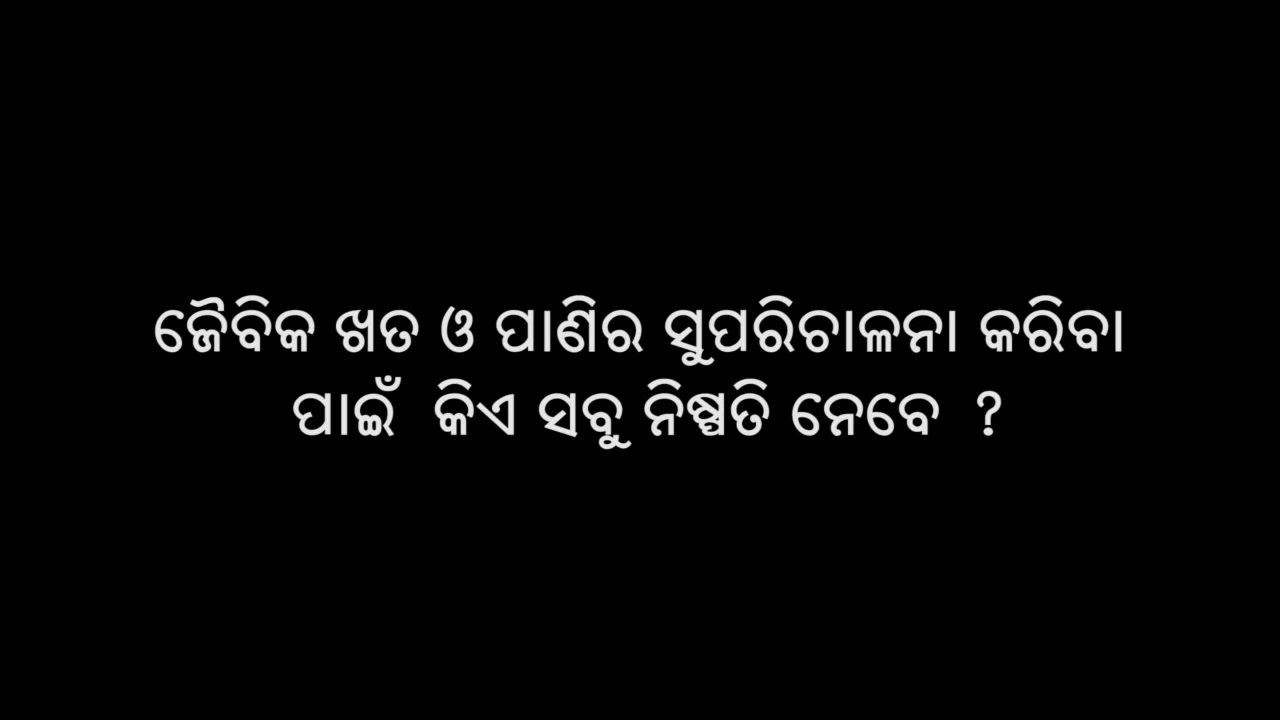 ଜୈବିକ ଖତ ଓ ପାଣିର ସୁପରିଚାଳନା କରିବା
ପାଇଁ କିଏ ସବୁ ନିଷ୍ପତି ନେବେ ?